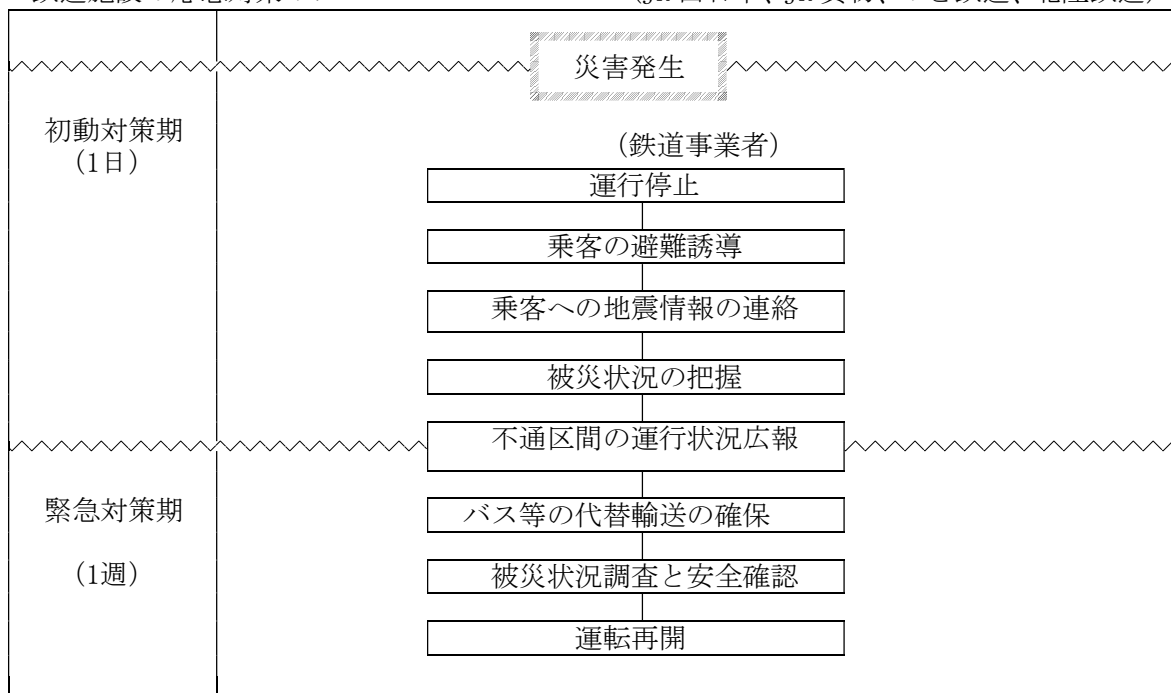 災害発生
初動対策期
(1日)
(鉄道事業者)
運行停止
乗客の避難誘導
乗客への地震情報の連絡
被災状況の把握
不通区間の運行状況広報
緊急対策期
バス等の代替輸送の確保
(1週)
被災状況調査と安全確認
運転再開